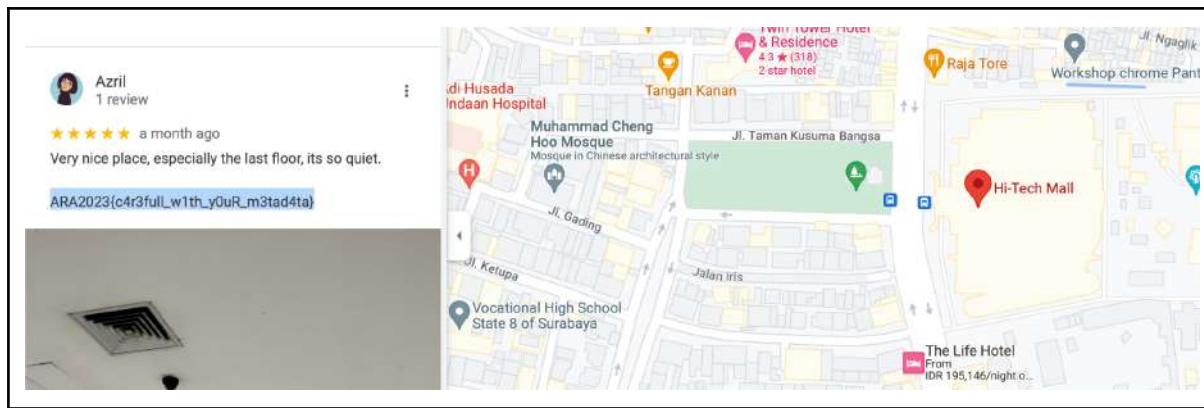 Azril
1 review
a month ago
Very nice place, especially the last floor, its so quiet.
ARA2023{c4r3full_w1th_y0uR_m3tad4ta}
Twin Tower Hotel
& Residence
4.3 ★ (318)
2-star hotel
Tangan Kanan
Adi Husada
Undaan Hospital
Muhammad Cheng
Hoo Mosque
Mosque in Chinese architectural style
Jl. Taman Kusuma Bangsa
Raja Tore
Jl. Ngaglik
Workshop chrome Pant
H
Hi-Tech Mall
Jl. Gading
Jl. Ketupa
Jalan Iris
Vocational High School
State 8 of Surabaya
The Life Hotel
From
IDR 195,146/night o...